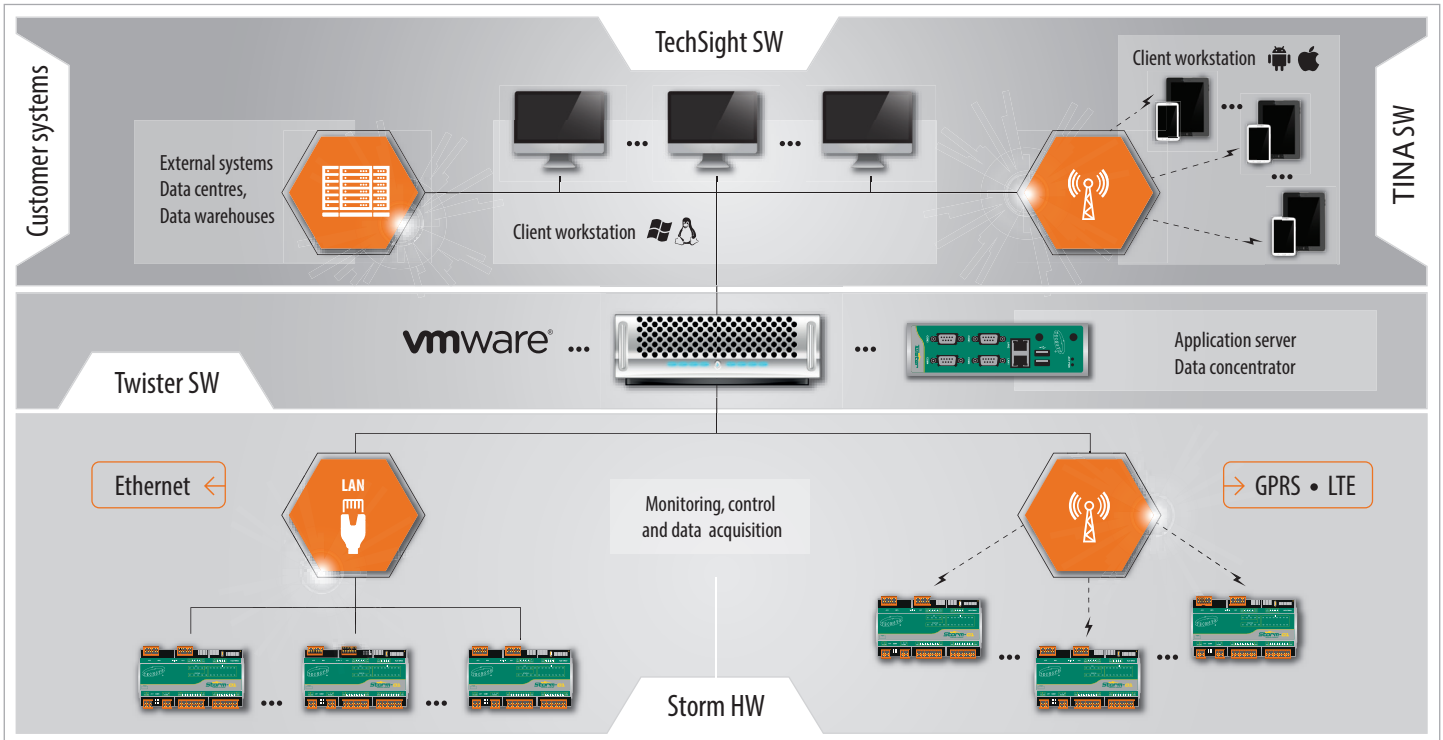 TechSight SW
Customer systems
TINA SW
Client workstation
External systems
Data centres,
Data warehouses
Client workstation
vmware®
Application server
Data concentrator
Twister SW
Ethernet
LAN
Monitoring, control
and data acquisition
GPRS • LTE
Storm HW